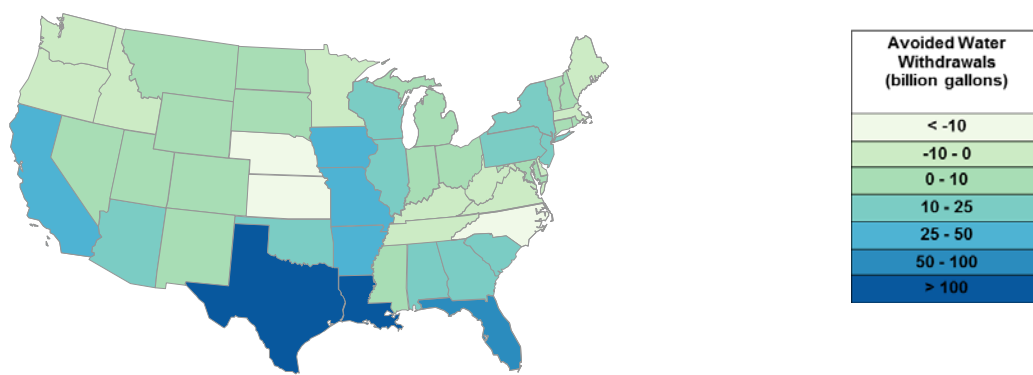 Avoided Water
Withdrawals
(billion gallons)
< -10
-10 - 0
0 - 10
10 - 25
25 - 50
50 - 100
> 100